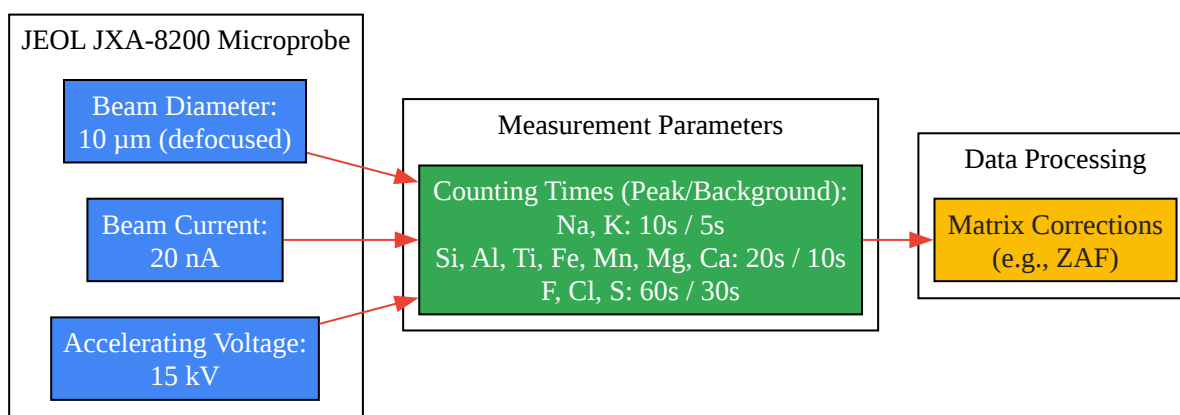 JEOL JXA-8200 Microprobe
Beam Diameter:
10 µm (defocused)
Beam Current:
20 nA
Accelerating Voltage:
15 kV
Measurement Parameters
Counting Times (Peak/Background):
Na, K: 10s / 5s
Si, Al, Ti, Fe, Mn, Mg, Ca: 20s / 10s
F, Cl, S: 60s / 30s
Data Processing
Matrix Corrections
(e.g., ZAF)